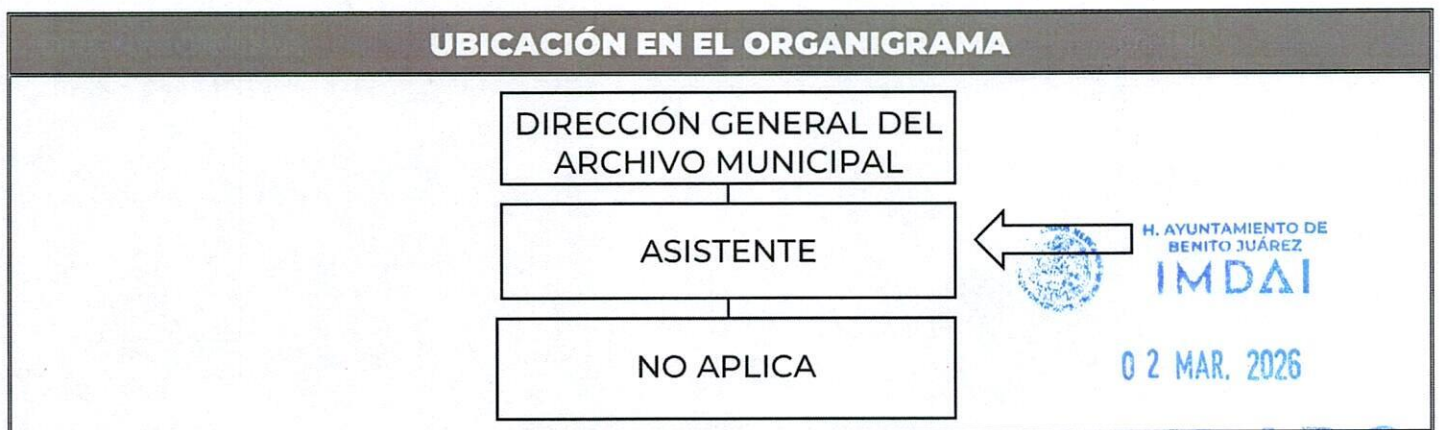 UBICACIÓN EN EL ORGANIGRAMA
DIRECCIÓN GENERAL DEL
ARCHIVO MUNICIPAL
ASISTENTE
H. AYUNTAMIENTO DE
BENITO JUÁREZ
IMDAI
NO APLICA
02 MAR. 2026